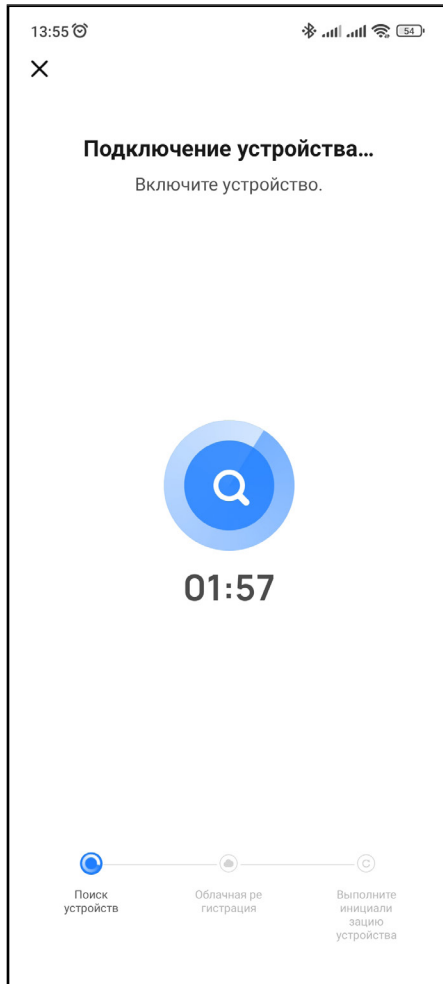 13:55
54
Подключение устройства...
Включите устройство.
01:57
Поиск
устройств
Облачная ре
гистрация
Выполните
инициали
зацию
устройства